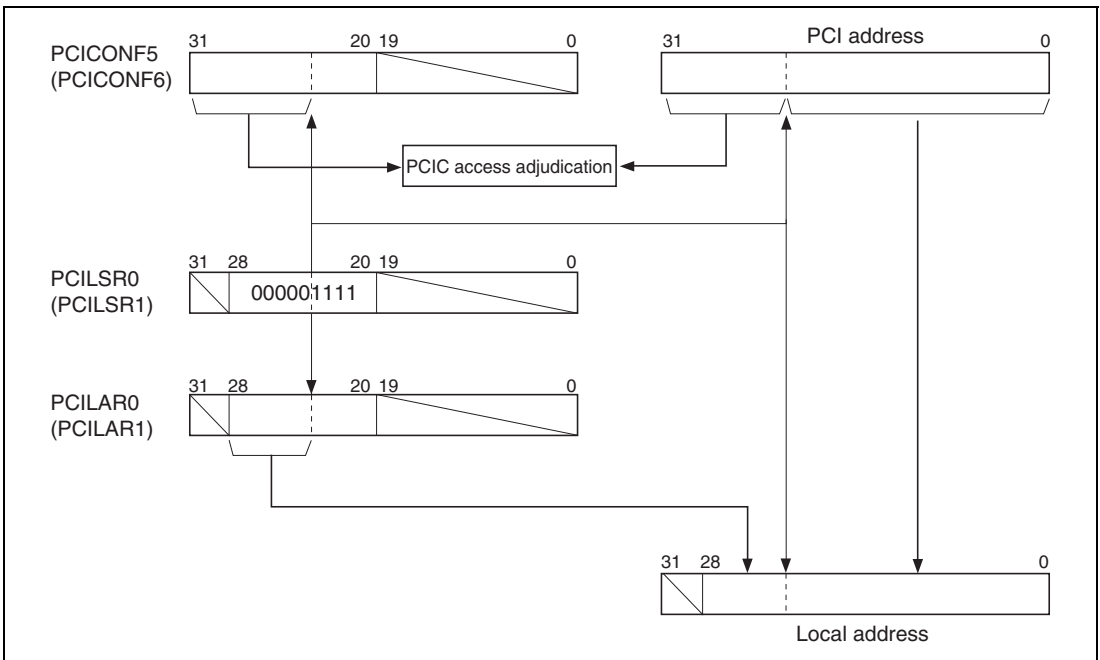 PCICONF5
(PCICONF6)
31 20 19 0
31 PCI address 0
PCIC access adjudication
PCILSR0
(PCILSR1)
31 28 20 19 0
000001111
PCILAR0
(PCILAR1)
31 28 20 19 0
31 28 0
Local address